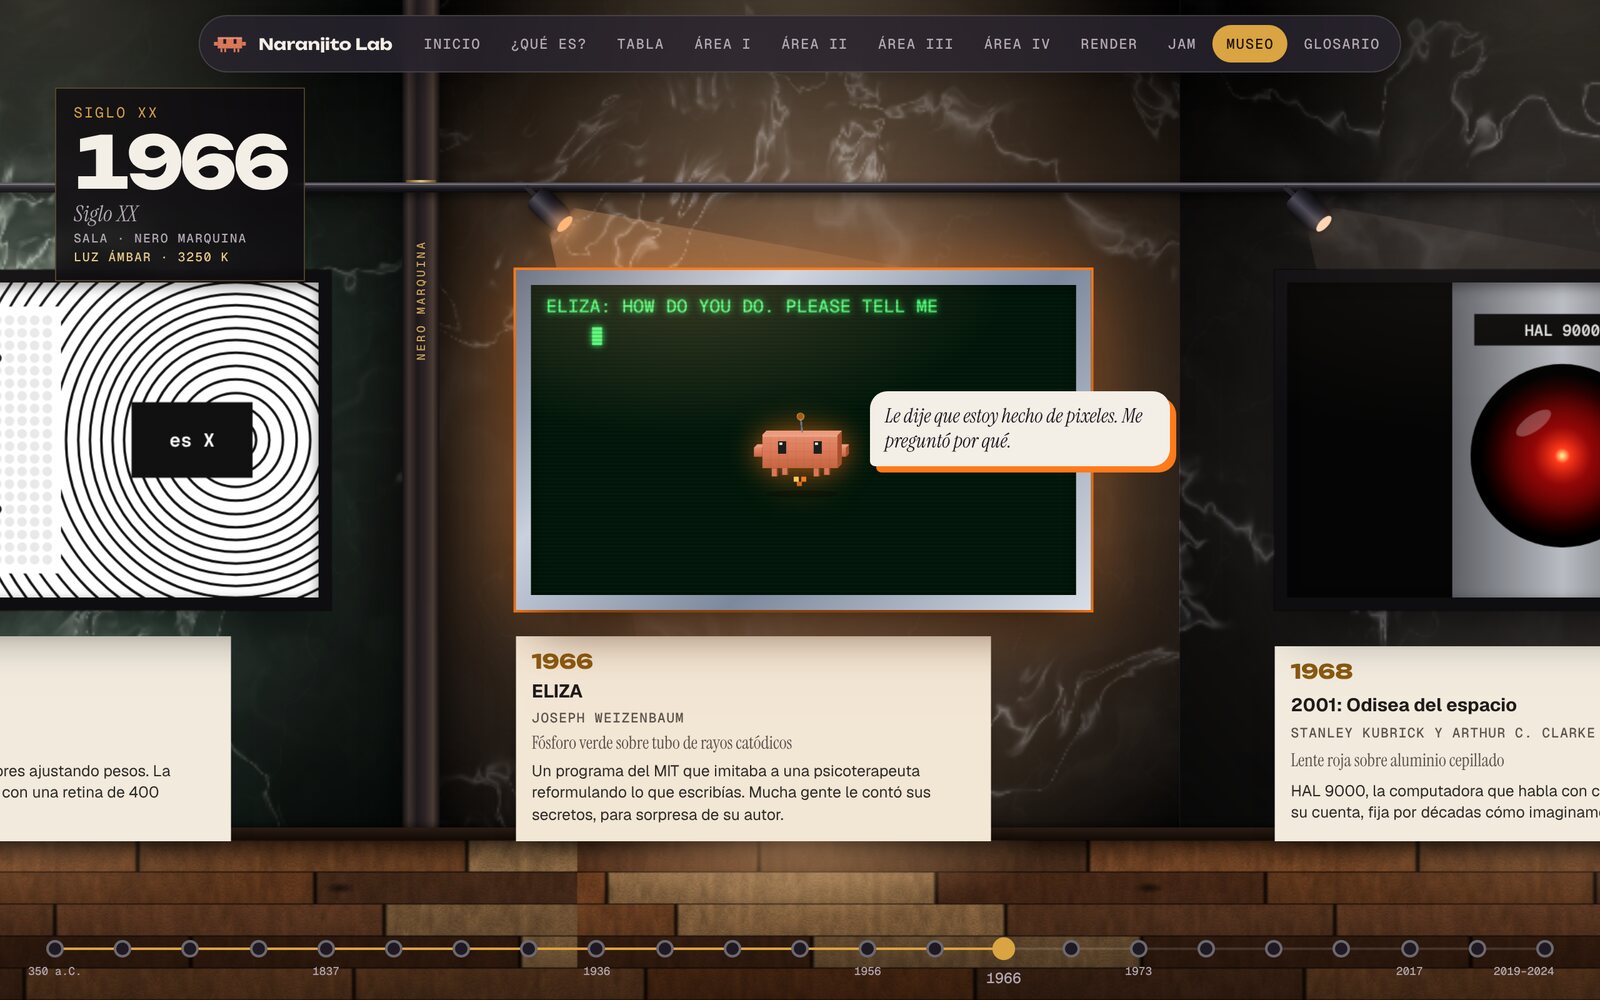 Naranjito Lab
INICIO
¿QUÉ ES?
TABLA
ÁREA I
ÁREA II
ÁREA III
ÁREA IV
RENDER
JAM
MUSEO
GLOSARIO
SIGLO XX
1966
Siglo XX
SALA · NERO MARQUINA
LUZ ÁMBAR · 3250 K
NERO MARQUINA
es X
ajustando pesos. La
con una retina de 400
ELIZA: HOW DO YOU DO. PLEASE TELL ME
Le dije que estoy hecho de pixeles. Me
preguntó por qué.
1966
ELIZA
JOSEPH WEIZENBAUM
Fósforo verde sobre tubo de rayos catódicos
Un programa del MIT que imitaba a una psicoterapeuta
reformulando lo que escribías. Mucha gente le contó sus
secretos, para sorpresa de su autor.
HAL 9000
1968
2001: Odisea del espacio
STANLEY KUBRICK Y ARTHUR C. CLARKE
Lente roja sobre aluminio cepillado
HAL 9000, la computadora que habla con
su cuenta, fija por décadas cómo
350 a.C.
1837
1936
1956
1966
1973
2017
2019-2024